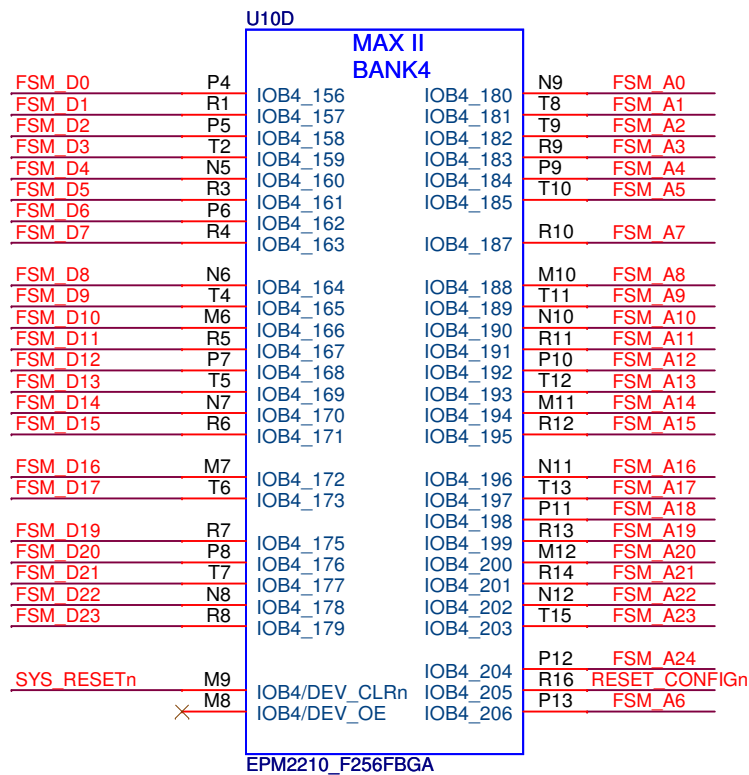 U10D
MAX II
BANK4
FSM_D0 P4 IOB4_156 IOB4_180 N9 FSM_A0
FSM_D1 R1 IOB4_157 IOB4_181 T8 FSM_A1
FSM_D2 P5 IOB4_158 IOB4_182 T9 FSM_A2
FSM_D3 T2 IOB4_159 IOB4_183 R9 FSM_A3
FSM_D4 N5 IOB4_160 IOB4_184 P9 FSM_A4
FSM_D5 R3 IOB4_161 IOB4_185 T10 FSM_A5
FSM_D6 P6 IOB4_162
FSM_D7 R4 IOB4_163 IOB4_187 R10 FSM_A7
FSM_D8 N6 IOB4_164 IOB4_188 M10 FSM_A8
FSM_D9 T4 IOB4_165 IOB4_189 T11 FSM_A9
FSM_D10 M6 IOB4_166 IOB4_190 N10 FSM_A10
FSM_D11 R5 IOB4_167 IOB4_191 R11 FSM_A11
FSM_D12 P7 IOB4_168 IOB4_192 P10 FSM_A12
FSM_D13 T5 IOB4_169 IOB4_193 T12 FSM_A13
FSM_D14 N7 IOB4_170 IOB4_194 M11 FSM_A14
FSM_D15 R6 IOB4_171 IOB4_195 R12 FSM_A15
FSM_D16 M7 IOB4_172 IOB4_196 N11 FSM_A16
FSM_D17 T6 IOB4_173 IOB4_197 T13 FSM_A17
IOB4_198 P11 FSM_A18
FSM_D19 R7 IOB4_175 IOB4_199 R13 FSM_A19
FSM_D20 P8 IOB4_176 IOB4_200 M12 FSM_A20
FSM_D21 T7 IOB4_177 IOB4_201 R14 FSM_A21
FSM_D22 N8 IOB4_178 IOB4_202 N12 FSM_A22
FSM_D23 R8 IOB4_179 IOB4_203 T15 FSM_A23
IOB4_204 P12 FSM_A24
SYS_RESETn M9 IOB4/DEV_CLRn IOB4_205 R16 RESET_CONFIGn
M8 IOB4/DEV_OE IOB4_206 P13 FSM_A6
EPM2210_F256FBGA